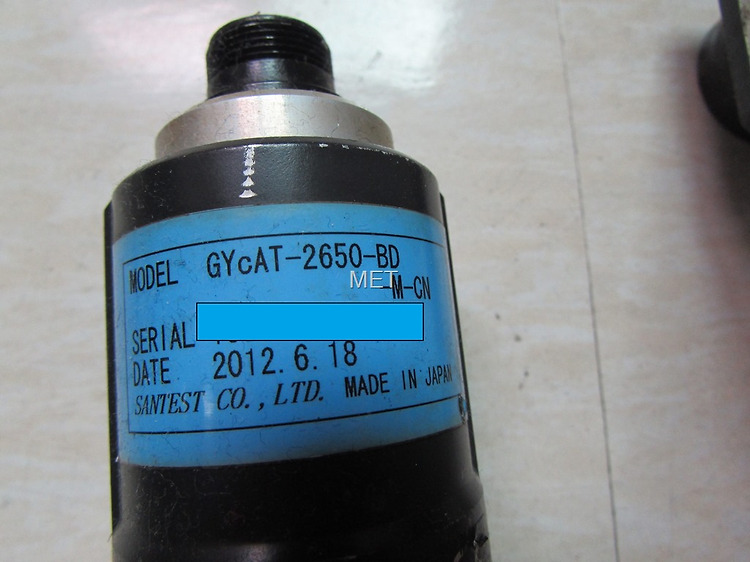 MODEL GYcAT-2650-BD
-M-CN
MET
SERIAL
DATE 2012.6.18
SANTEST CO.,LTD. MADE IN JAPAN